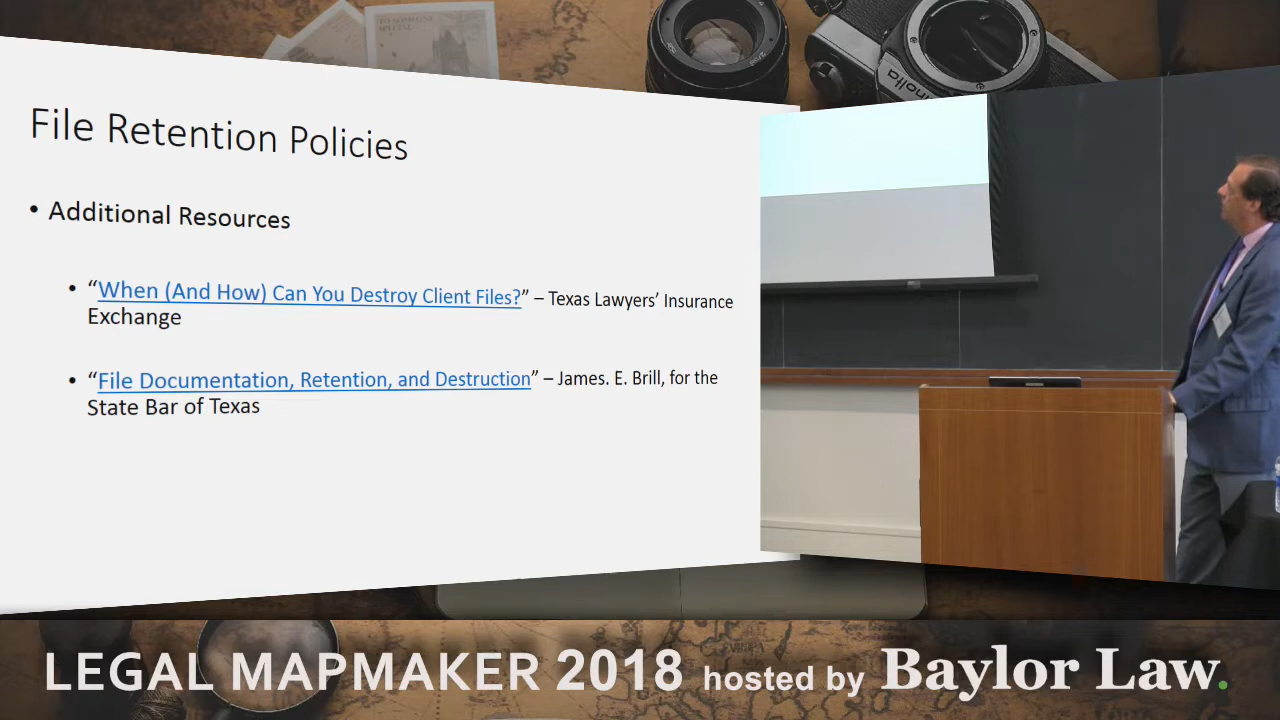 File Retention Policies
• Additional Resources
• “When (And How) Can You Destroy Client Files?” – Texas Lawyers’ Insurance
Exchange
• “File Documentation, Retention, and Destruction” – James. E. Brill, for the
State Bar of Texas
minolta
LEGAL MAPMAKER 2018 hosted by Baylor Law.